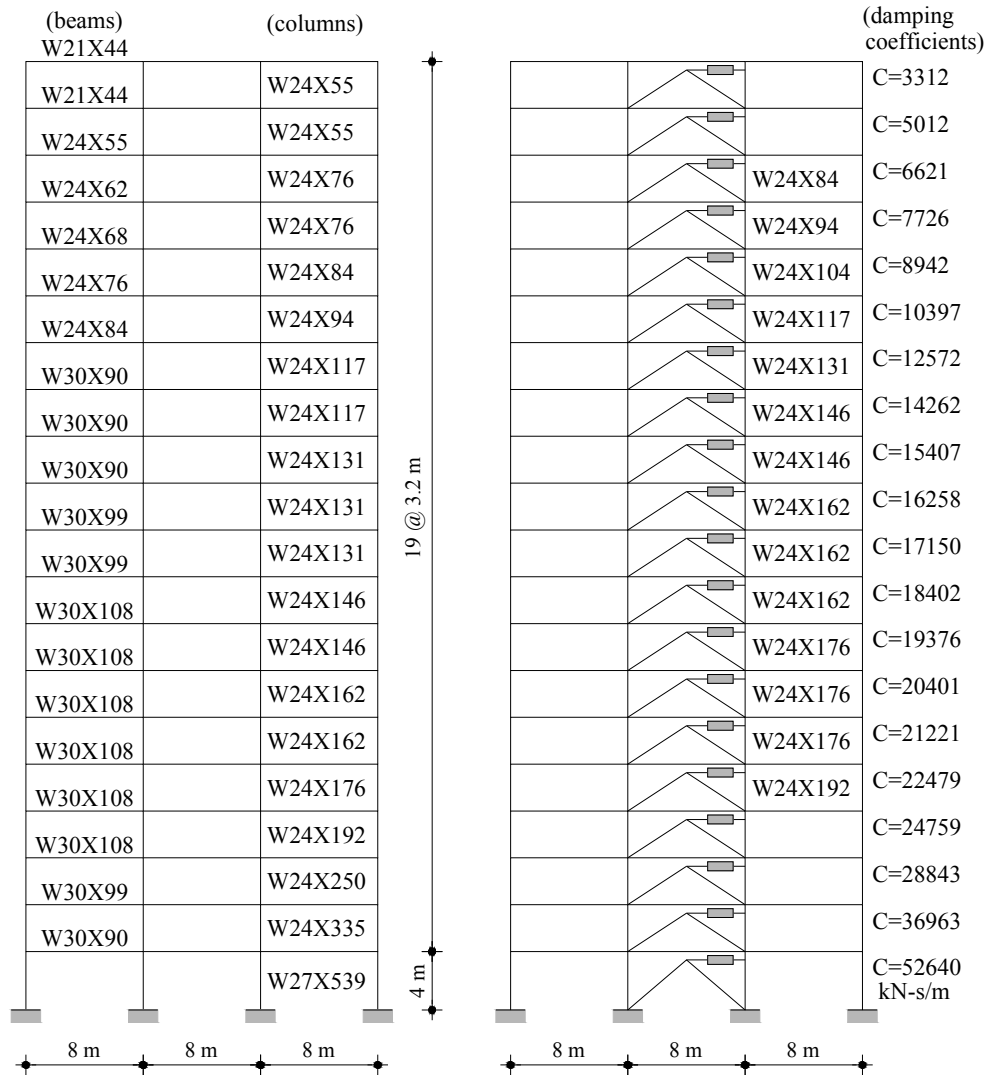 (beams)
(columns)
(damping
coefficients)
W21X44
W24X55
C=3312
W21X44
W24X55
C=5012
W24X55
W24X76
W24X84
C=6621
W24X62
W24X76
W24X94
C=7726
W24X68
W24X84
W24X104
C=8942
W24X76
W24X94
W24X117
C=10397
W24X84
W24X117
W24X131
C=12572
W30X90
W24X117
W24X146
C=14262
W30X90
W24X131
W24X146
C=15407
W30X90
19 @ 3.2 m
W24X131
W24X162
C=16258
W30X99
W24X131
W24X162
C=17150
W30X99
W24X146
W24X162
C=18402
W30X108
W24X146
W24X176
C=19376
W30X108
W24X162
W24X176
C=20401
W30X108
W24X162
W24X176
C=21221
W30X108
W24X176
W24X192
C=22479
W30X108
W24X192
C=24759
W30X108
W24X250
C=28843
W30X99
W24X335
C=36963
W30X90
W27X539
4 m
C=52640
kN-s/m
8 m
8 m
8 m
8 m
8 m
8 m